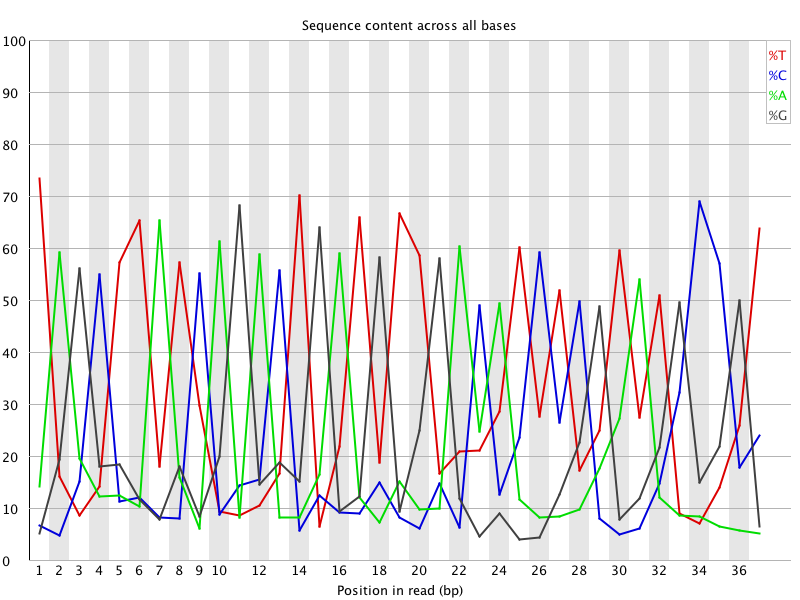 Sequence content across all bases
100
90
80
70
60
50
40
30
20
10
0
%T
%C
%A
%G
1 2 3 4 5 6 7 8 9 10 12 14 16 18 20 22 24 26 28 30 32 34 36
Position in read (bp)